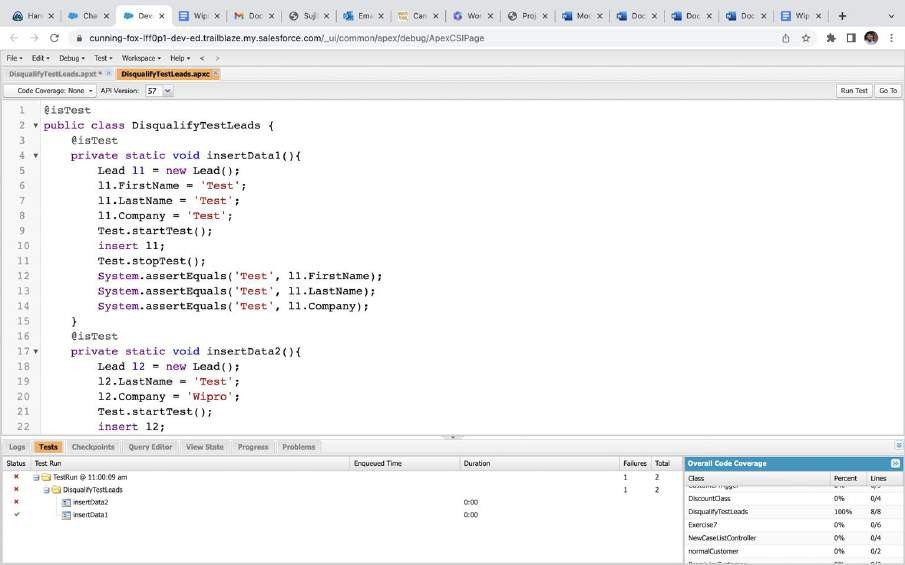 Han
Cha
Dev
Wip
Doc
Sujl
Ema
Can
Wor
Proj
Mod
Doc
Doc
Doc
Wip
cunning-fox-lff0p1-dev-ed.trailblaze.my.salesforce.com/_ui/common/apex/debug/ApexCSIPage
File Edit Debug Test Workspace Help < >
DisqualifyTestLeads.apxt * DisqualifyTestLeads.apxc
Code Coverage: None API Version: 57 Run Test Go To
1 @isTest
2 public class DisqualifyTestLeads {
3 @isTest
4 private static void insertData1(){
5 Lead l1 = new Lead();
6 l1.FirstName = 'Test';
7 l1.LastName = 'Test';
8 l1.Company = 'Test';
9 Test.startTest();
10 insert l1;
11 Test.stopTest();
12 System.assertEquals('Test', l1.FirstName);
13 System.assertEquals('Test', l1.LastName);
14 System.assertEquals('Test', l1.Company);
15 }
16 @isTest
17 private static void insertData2(){
18 Lead l2 = new Lead();
19 l2.LastName = 'Test';
20 l2.Company = 'Wipro';
21 Test.startTest();
22 insert l2;
Logs Tests Checkpoints Query Editor View State Progress Problems
Status Test Run Enqueued Time Duration Failures Total
TestRun @ 11:00:09 am 1 2
DisqualifyTestLeads 1 2
insertData2 0:00
insertData1 0:00
Overall Code Coverage
Class Percent Lines
DiscountClass 0% 0/4
DisqualifyTestLeads 100% 8/8
Exercise7 0% 0/6
NewCaseListController 0% 0/4
normalCustomer 0% 0/2